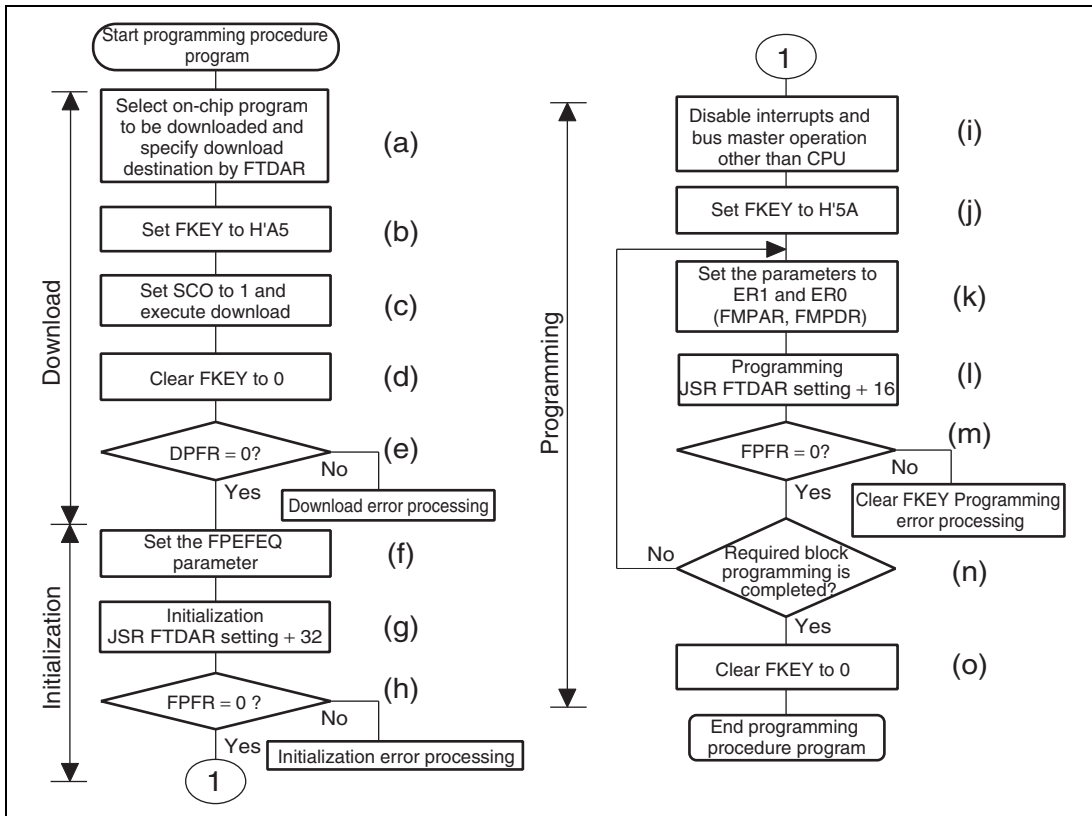 Start programming procedure
program
Download
Select on-chip program
to be downloaded and
specify download
destination by FTDAR
(a)
Set FKEY to H'A5
(b)
Set SCO to 1 and
execute download
(c)
Clear FKEY to 0
(d)
DPFR = 0?
(e)
No
Yes
Download error processing
Initialization
Set the FPEFEQ
parameter
(f)
Initialization
JSR FTDAR setting + 32
(g)
FPFR = 0 ?
(h)
No
Yes
Initialization error processing
1
1
Programming
Disable interrupts and
bus master operation
other than CPU
(i)
Set FKEY to H'5A
(j)
Set the parameters to
ER1 and ER0
(FMPAR, FMPDR)
(k)
Programming
JSR FTDAR setting + 16
(l)
FPFR = 0?
(m)
No
Yes
Clear FKEY Programming
error processing
No
Required block
programming is
completed?
(n)
Yes
Clear FKEY to 0
(o)
End programming
procedure program